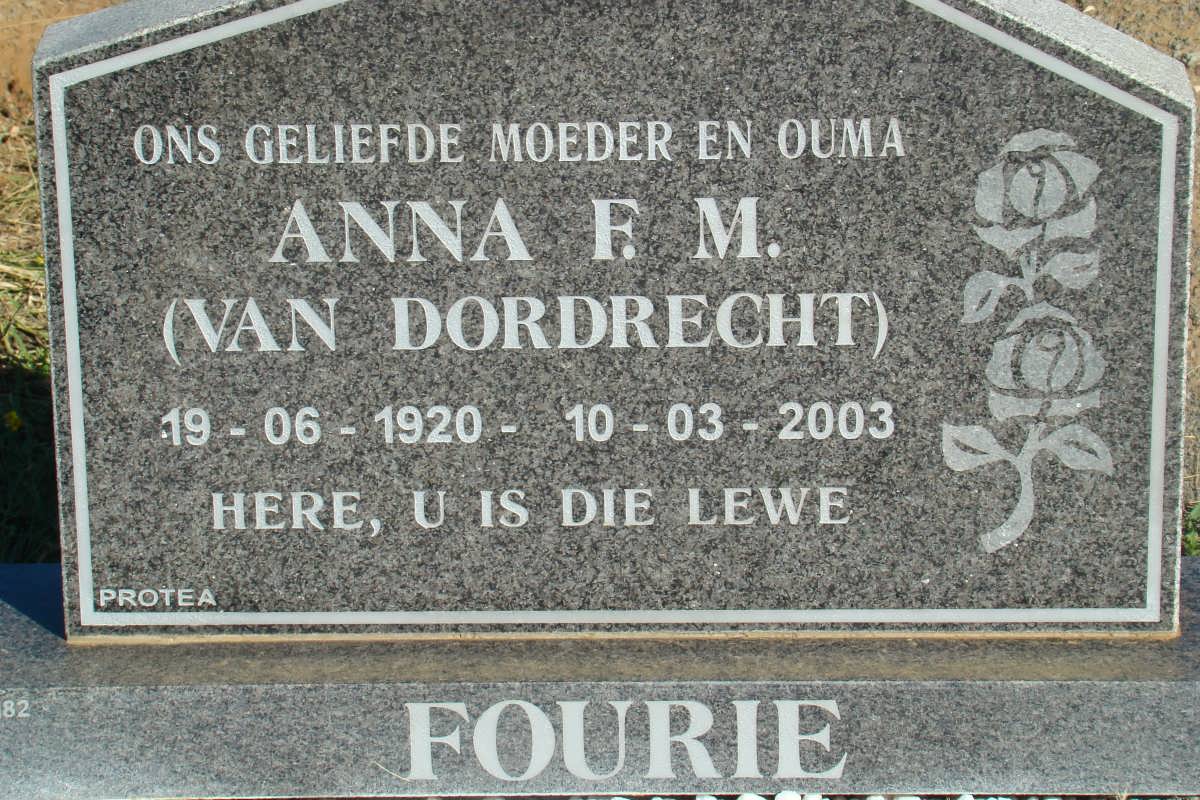 ONS GELIEFDE MOEDER EN OUMA
ANNA F. M.
(VAN DORDRECHT)
19 - 06 - 1920 - 10 - 03 - 2003
HERE, U IS DIE LEWE
PROTEA
82
FOURIE